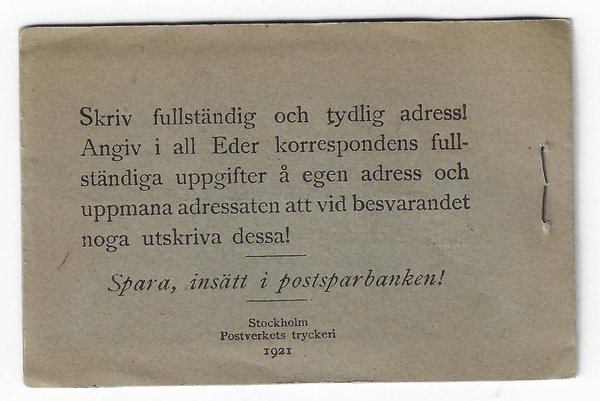 Skriv fullständig och tydlig adress!
Angiv i all Eder korrespondens full-
ständiga uppgifter å egen adress och
uppmana adressaten att vid besvarandet
noga utskriva dessa!
Spara, insätt i postsparbanken!
Stockholm
Postverkets tryckeri
1921